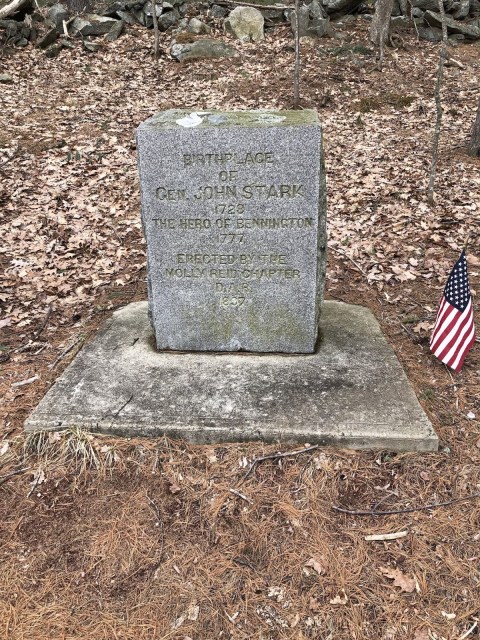 BIRTHPLACE
OF
GEN. JOHN STARK
1728
THE HERO OF BENNINGTON
1777
ERECTED BY THE
MOLLY REID CHAPTER
D.A.R.